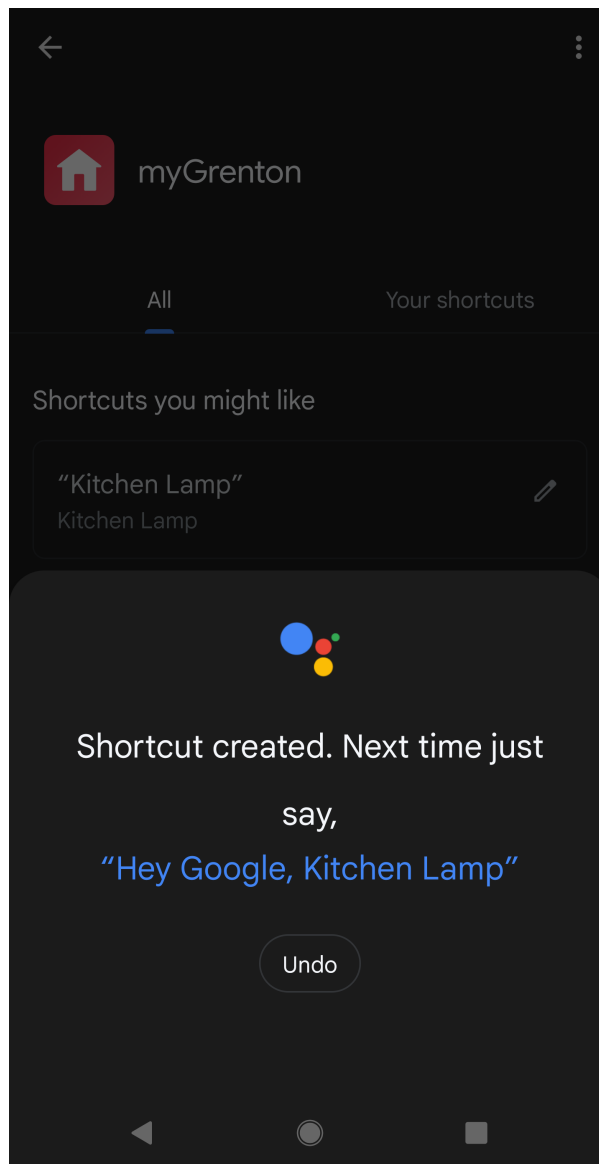 myGrenton
All
Your shortcuts
Shortcuts you might like
“Kitchen Lamp”
Kitchen Lamp
Shortcut created. Next time just
say,
“Hey Google, Kitchen Lamp”
Undo